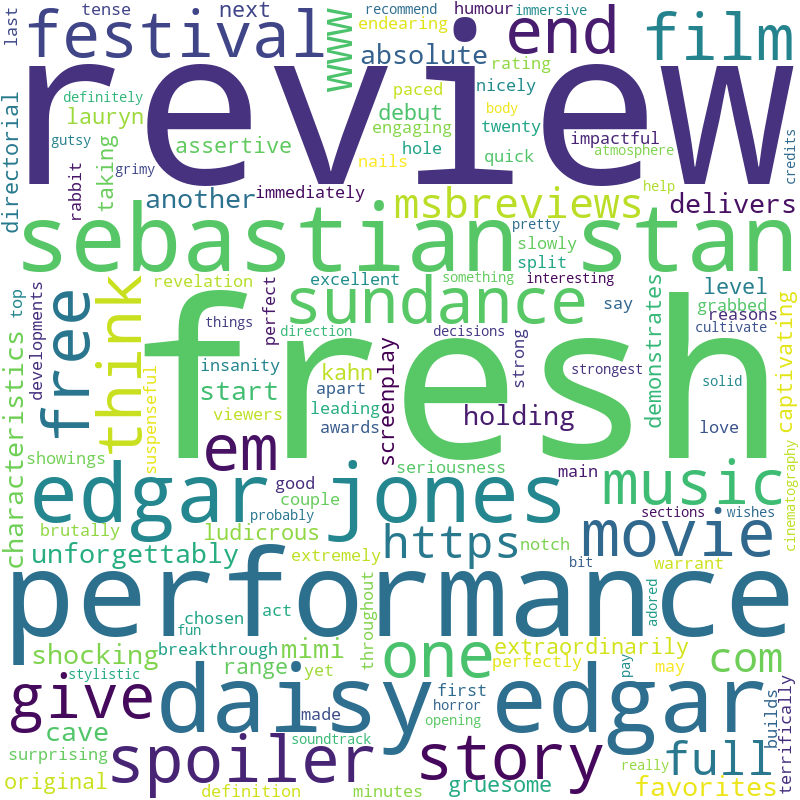 last
tense
next
www
recommend
humour
immersive
end
film
festival
endearing
absolute
rating
review
definitely
paced
nicely
credits
directorial
lauryn
debut
body
gutsy
assertive
taking
engaging
twenty
impactful
hole
atmosphere
grimy
nails
quick
rabbit
another
immediately
msbreviews
help
delivers
sebastian stan
pretty
slowly
split
revelation
excellent
something
interesting
level
think
free
developments
top
perfect
sundance
say
demonstrates
grabbed
reasons
captivating
fresh
things
direction
decisions
strong
cultivate
characteristics
suspenseful
insanity
kahn
apart
strongest
solid
start
leading
screenplay
viewers
awards
holding
love
em
showings
seriousness
main
cinematography
edgar jones
good
couple
music
sections
wishes
brutally
probably
ludicrous
https
notch
movie
unforgettably
extremely
bit
warrant
performance
throughout
adored
chosen
act
fun
shocking
breakthrough
mimi
yet
one
extraordinarily
com
range
perfectly
may
stylistic
pay
give
daisy edgar
first
made
horror
opening
builds
terrifically
cave
spoiler
soundtrack
story
full
surprising
really
original
definition
minutes
gruesome
favorites